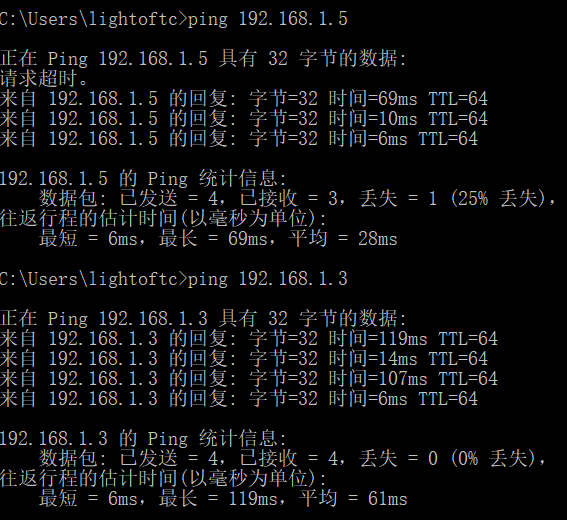 C:\Users\lightoftc>ping 192.168.1.5
正在 Ping 192.168.1.5 具有 32 字节的数据:
请求超时。
来自 192.168.1.5 的回复: 字节=32 时间=69ms TTL=64
来自 192.168.1.5 的回复: 字节=32 时间=10ms TTL=64
来自 192.168.1.5 的回复: 字节=32 时间=6ms TTL=64
192.168.1.5 的 Ping 统计信息:
数据包: 已发送 = 4，已接收 = 3，丢失 = 1 (25% 丢失)，
往返行程的估计时间(以毫秒为单位):
最短 = 6ms，最长 = 69ms，平均 = 28ms
C:\Users\lightoftc>ping 192.168.1.3
正在 Ping 192.168.1.3 具有 32 字节的数据:
来自 192.168.1.3 的回复: 字节=32 时间=119ms TTL=64
来自 192.168.1.3 的回复: 字节=32 时间=14ms TTL=64
来自 192.168.1.3 的回复: 字节=32 时间=107ms TTL=64
来自 192.168.1.3 的回复: 字节=32 时间=6ms TTL=64
192.168.1.3 的 Ping 统计信息:
数据包: 已发送 = 4，已接收 = 4，丢失 = 0 (0% 丢失)，
往返行程的估计时间(以毫秒为单位):
最短 = 6ms，最长 = 119ms，平均 = 61ms